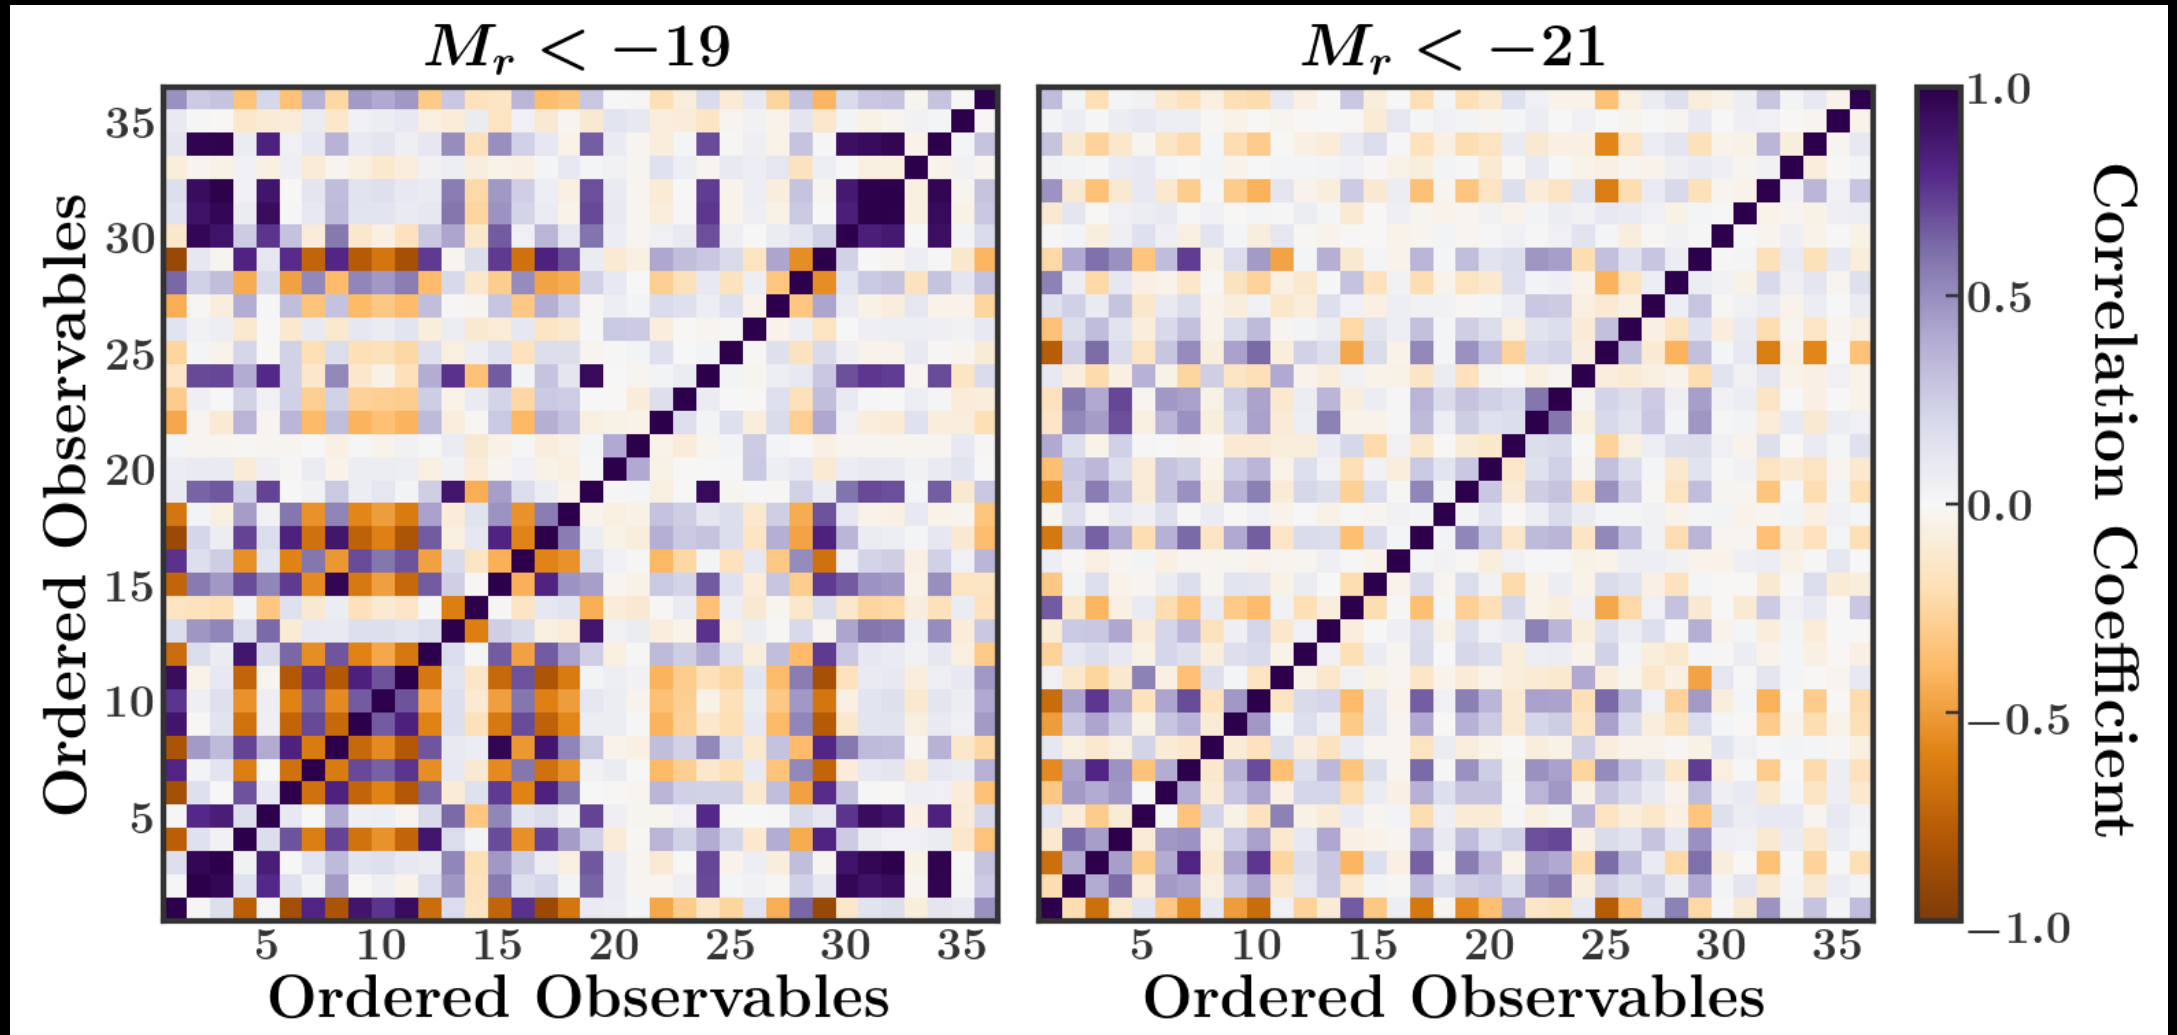 M_r < −19
M_r < −21
35
30
25
20
15
10
5
Ordered Observables
5 10 15 20 25 30 35
Ordered Observables
5 10 15 20 25 30 35
Ordered Observables
1.0
0.5
0.0
−0.5
−1.0
Correlation Coefficient